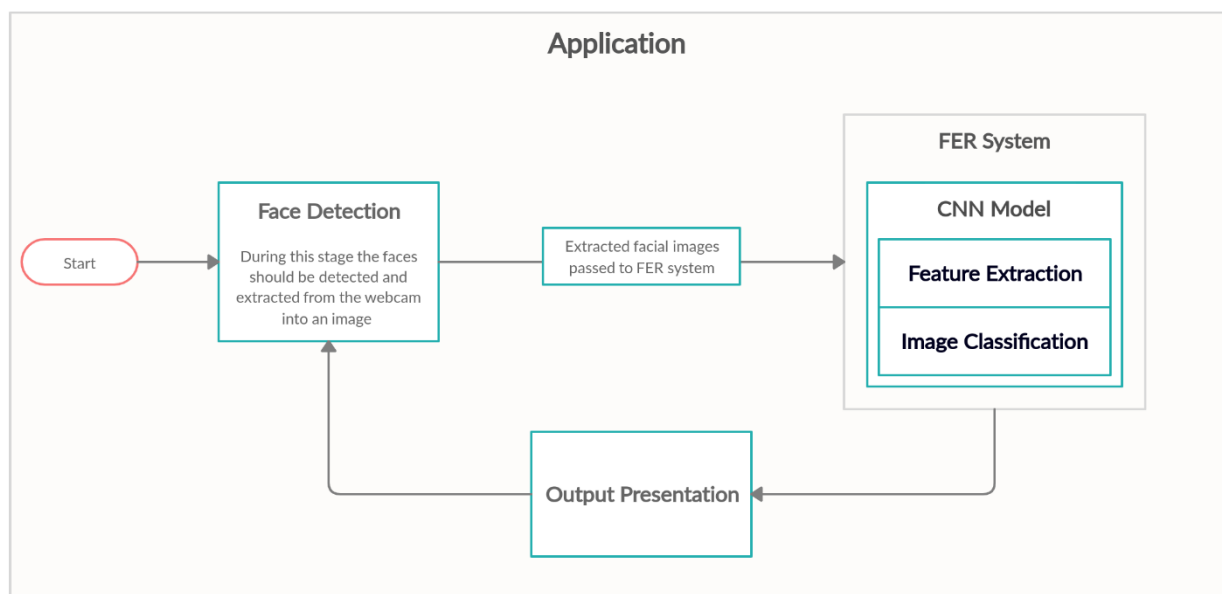 Application
Start
Face Detection
During this stage the faces
should be detected and
extracted from the webcam
into an image
Extracted facial images
passed to FER system
FER System
CNN Model
Feature Extraction
Image Classification
Output Presentation